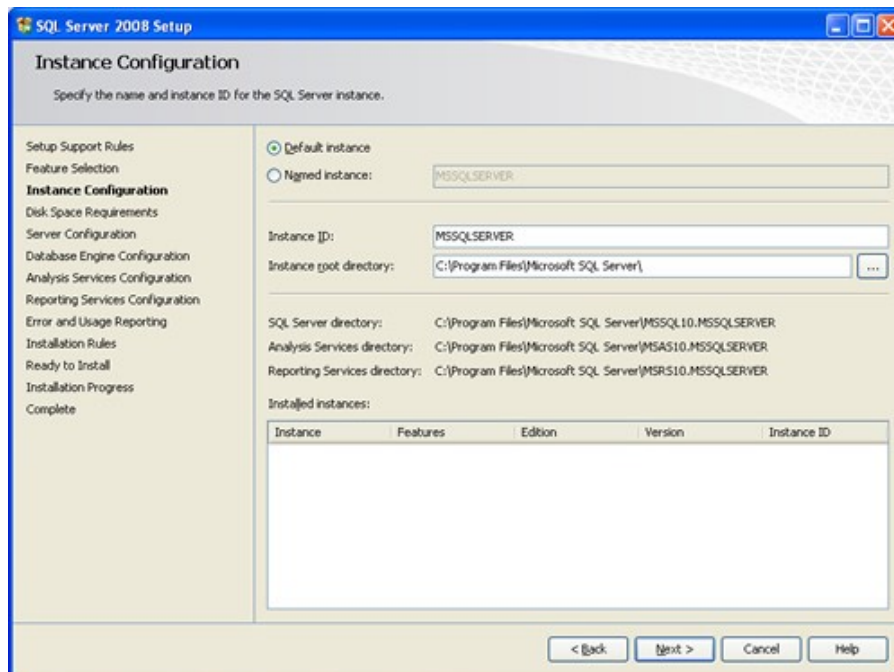 SQL Server 2008 Setup
Instance Configuration
Specify the name and instance ID for the SQL Server instance.
Setup Support Rules
Feature Selection
Instance Configuration
Disk Space Requirements
Server Configuration
Database Engine Configuration
Analysis Services Configuration
Reporting Services Configuration
Error and Usage Reporting
Installation Rules
Ready to Install
Installation Progress
Complete
Default instance
Named instance: MSSQLSERVER
Instance ID: MSSQLSERVER
Instance root directory: C:\Program Files\Microsoft SQL Server\ ...
SQL Server directory: C:\Program Files\Microsoft SQL Server\MSSQL10.MSSQLSERVER
Analysis Services directory: C:\Program Files\Microsoft SQL Server\MSAS10.MSSQLSERVER
Reporting Services directory: C:\Program Files\Microsoft SQL Server\MSRS10.MSSQLSERVER
Installed instances:
Instance Features Edition Version Instance ID
< Back Next > Cancel Help